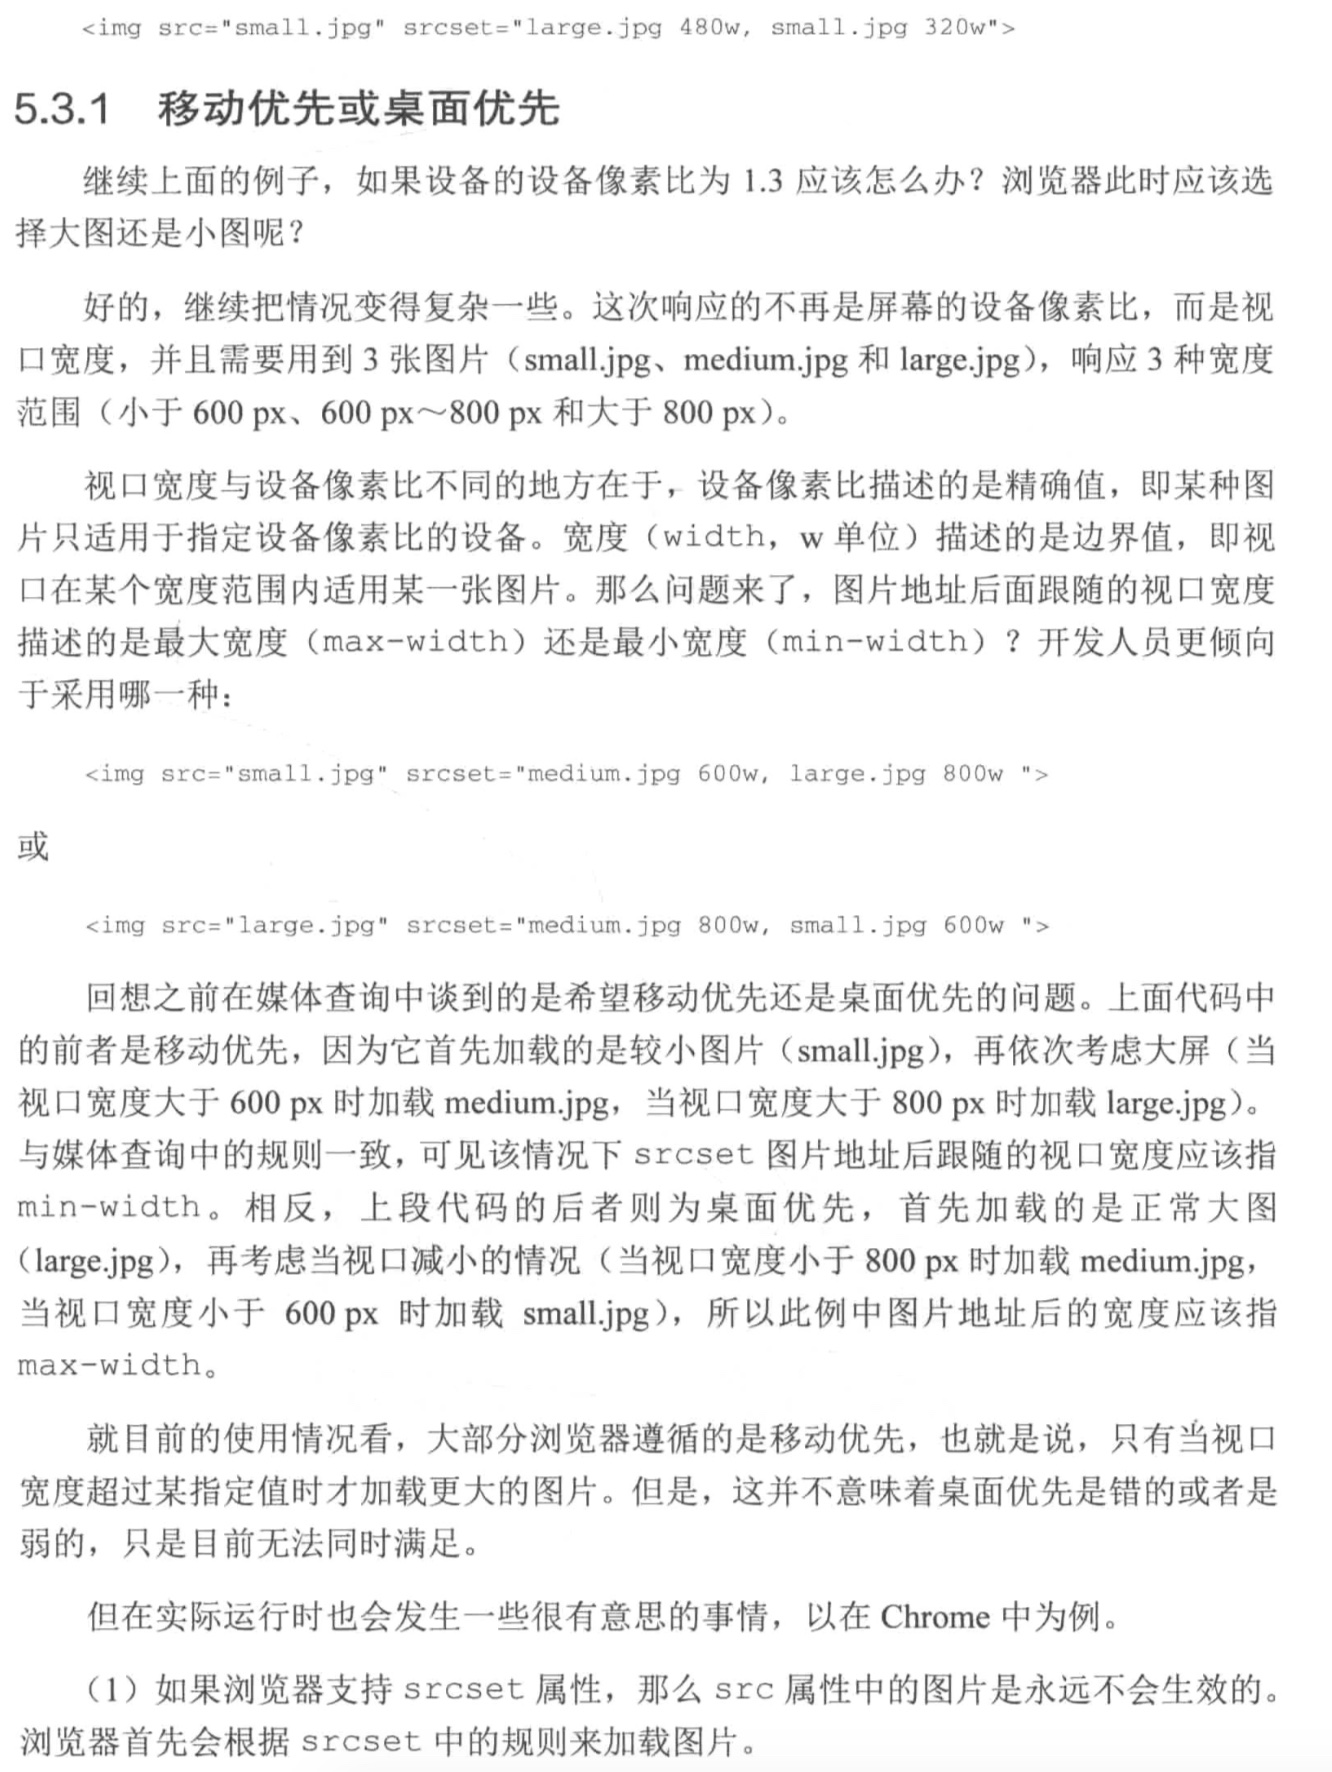 <img src="small.jpg" srcset="large.jpg 480w, small.jpg 320w">
5.3.1 移动优先或桌面优先
继续上面的例子，如果设备的设备像素比为 1.3 应该怎么办？浏览器此时应该选
择大图还是小图呢？
好的，继续把情况变得复杂一些。这次响应的不再是屏幕的设备像素比，而是视
口宽度，并且需要用到 3 张图片（small.jpg、medium.jpg 和 large.jpg），响应 3 种宽度
范围（小于 600 px、600 px～800 px 和大于 800 px）。
视口宽度与设备像素比不同的地方在于，设备像素比描述的是精确值，即某种图
片只适用于指定设备像素比的设备。宽度（width，w 单位）描述的是边界值，即视
口在某个宽度范围内适用某一张图片。那么问题来了，图片地址后面跟随的视口宽度
描述的是最大宽度（max-width）还是最小宽度（min-width）？开发人员更倾向
于采用哪一种：
<img src="small.jpg" srcset="medium.jpg 600w, large.jpg 800w ">
或
<img src="large.jpg" srcset="medium.jpg 800w, small.jpg 600w ">
回想之前在媒体查询中谈到的是希望移动优先还是桌面优先的问题。上面代码中
的前者是移动优先，因为它首先加载的是较小图片（small.jpg），再依次考虑大屏（当
视口宽度大于 600 px 时加载 medium.jpg，当视口宽度大于 800 px 时加载 large.jpg）。
与媒体查询中的规则一致，可见该情况下 srcset 图片地址后跟随的视口宽度应该指
min-width。相反，上段代码的后者则为桌面优先，首先加载的是正常大图
（large.jpg），再考虑当视口减小的情况（当视口宽度小于 800 px 时加载 medium.jpg，
当视口宽度小于 600 px 时加载 small.jpg），所以此例中图片地址后的宽度应该指
max-width。
就目前的使用情况看，大部分浏览器遵循的是移动优先，也就是说，只有当视口
宽度超过某指定值时才加载更大的图片。但是，这并不意味着桌面优先是错的或者是
弱的，只是目前无法同时满足。
但在实际运行时也会发生一些很有意思的事情，以在 Chrome 中为例。
（1）如果浏览器支持 srcset 属性，那么 src 属性中的图片是永远不会生效的。
浏览器首先会根据 srcset 中的规则来加载图片。